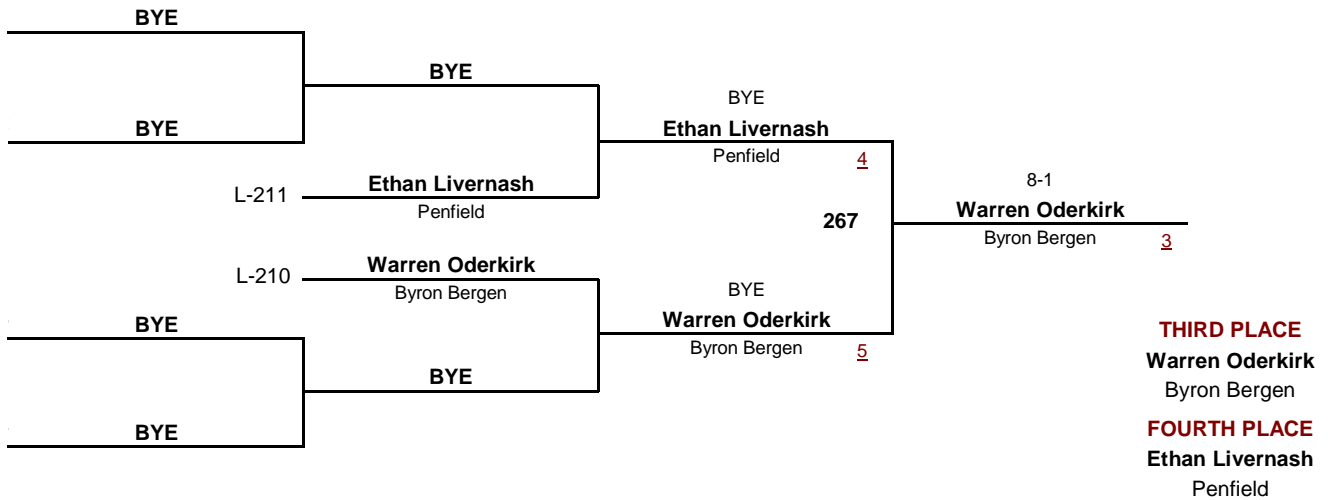 BYE
BYE
BYE
BYE
Ethan Livernash
Penfield
4
L-211
Ethan Livernash
Penfield
8-1
Warren Oderkirk
Byron Bergen
3
267
L-210
Warren Oderkirk
Byron Bergen
BYE
Warren Oderkirk
Byron Bergen
5
BYE
BYE
BYE
THIRD PLACE
Warren Oderkirk
Byron Bergen
FOURTH PLACE
Ethan Livernash
Penfield